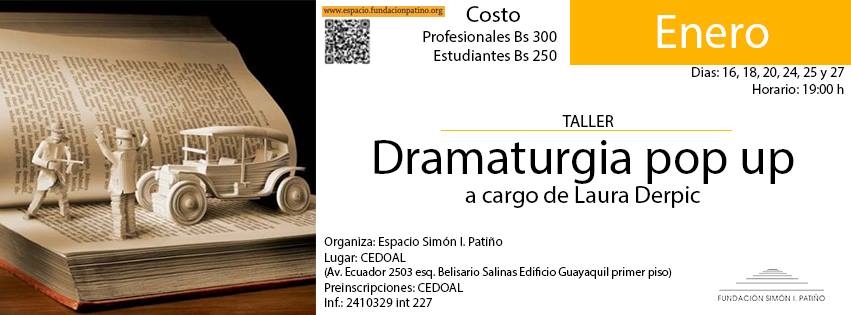 www.espacio.fundacionpatino.org
Costo
Profesionales Bs 300
Estudiantes Bs 250
Enero
Dias: 16, 18, 20, 24, 25 y 27
Horario: 19:00 h
TALLER
Dramaturgia pop up
a cargo de Laura Derpic
Organiza: Espacio Simón I. Patiño
Lugar: CEDOAL
(Av. Ecuador 2503 esq. Belisario Salinas Edificio Guayaquil primer piso)
Preinscripciones: CEDOAL
Inf.: 2410329 int 227
FUNDACIÓN SIMÓN I. PATIÑO